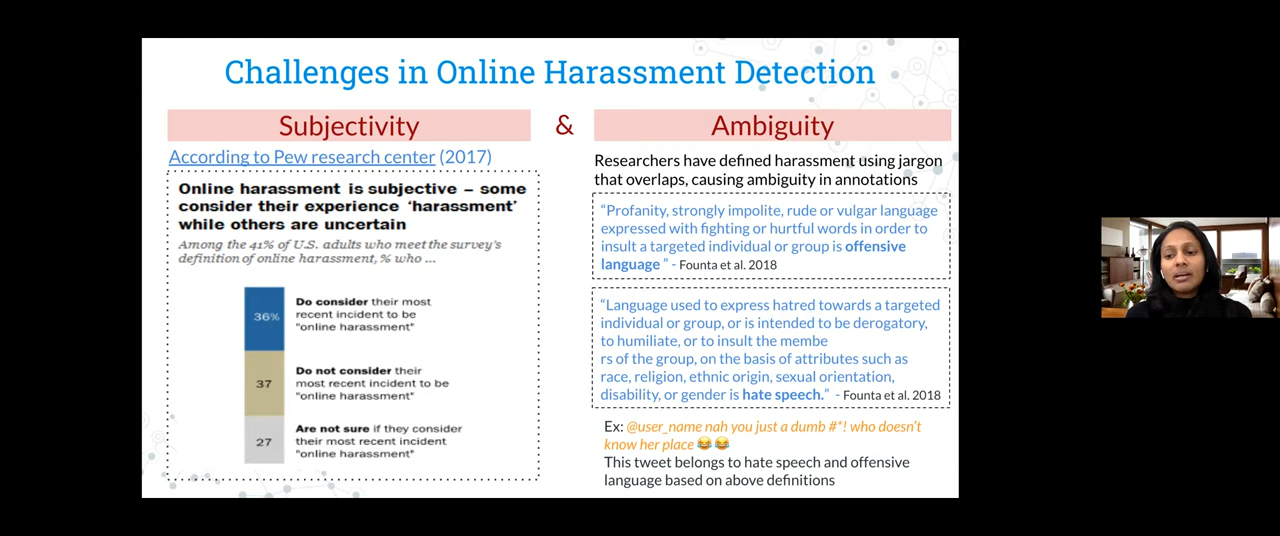 Challenges in Online Harassment Detection
Subjectivity
&
Ambiguity
According to Pew research center (2017)
Online harassment is subjective – some
consider their experience ‘harassment’
while others are uncertain
Among the 41% of U.S. adults who meet the survey's
definition of online harassment, % who ...
36%
Do consider their most
recent incident to be
"online harassment"
37
Do not consider their
most recent incident to be
"online harassment"
27
Are not sure if they consider
their most recent incident
"online harassment"
Researchers have defined harassment using jargon
that overlaps, causing ambiguity in annotations
“Profanity, strongly impolite, rude or vulgar language
expressed with fighting or hurtful words in order to
insult a targeted individual or group is offensive
language ” - Founta et al. 2018
“Language used to express hatred towards a targeted
individual or group, or is intended to be derogatory,
to humiliate, or to insult the membe
rs of the group, on the basis of attributes such as
race, religion, ethnic origin, sexual orientation,
disability, or gender is hate speech.” - Founta et al. 2018
Ex: @user_name nah you just a dumb #*! who doesn’t
know her place 😂 😂
This tweet belongs to hate speech and offensive
language based on above definitions